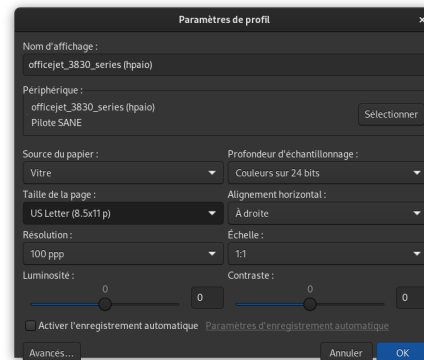 Paramètres de profil
Nom d'affichage :
officejet_3830_series (hpaio)
Périphérique :
officejet_3830_series (hpaio)
Pilote SANE
Sélectionner
Source du papier :
Vitre
Profondeur d'échantillonnage :
Couleurs sur 24 bits
Taille de la page :
US Letter (8.5x11 p)
Alignement horizontal :
À droite
Résolution :
100 ppp
Échelle :
1:1
Luminosité :
0
0
Contraste :
0
0
Activer l'enregistrement automatique
Paramètres d'enregistrement automatique
Avancés...
Annuler
OK